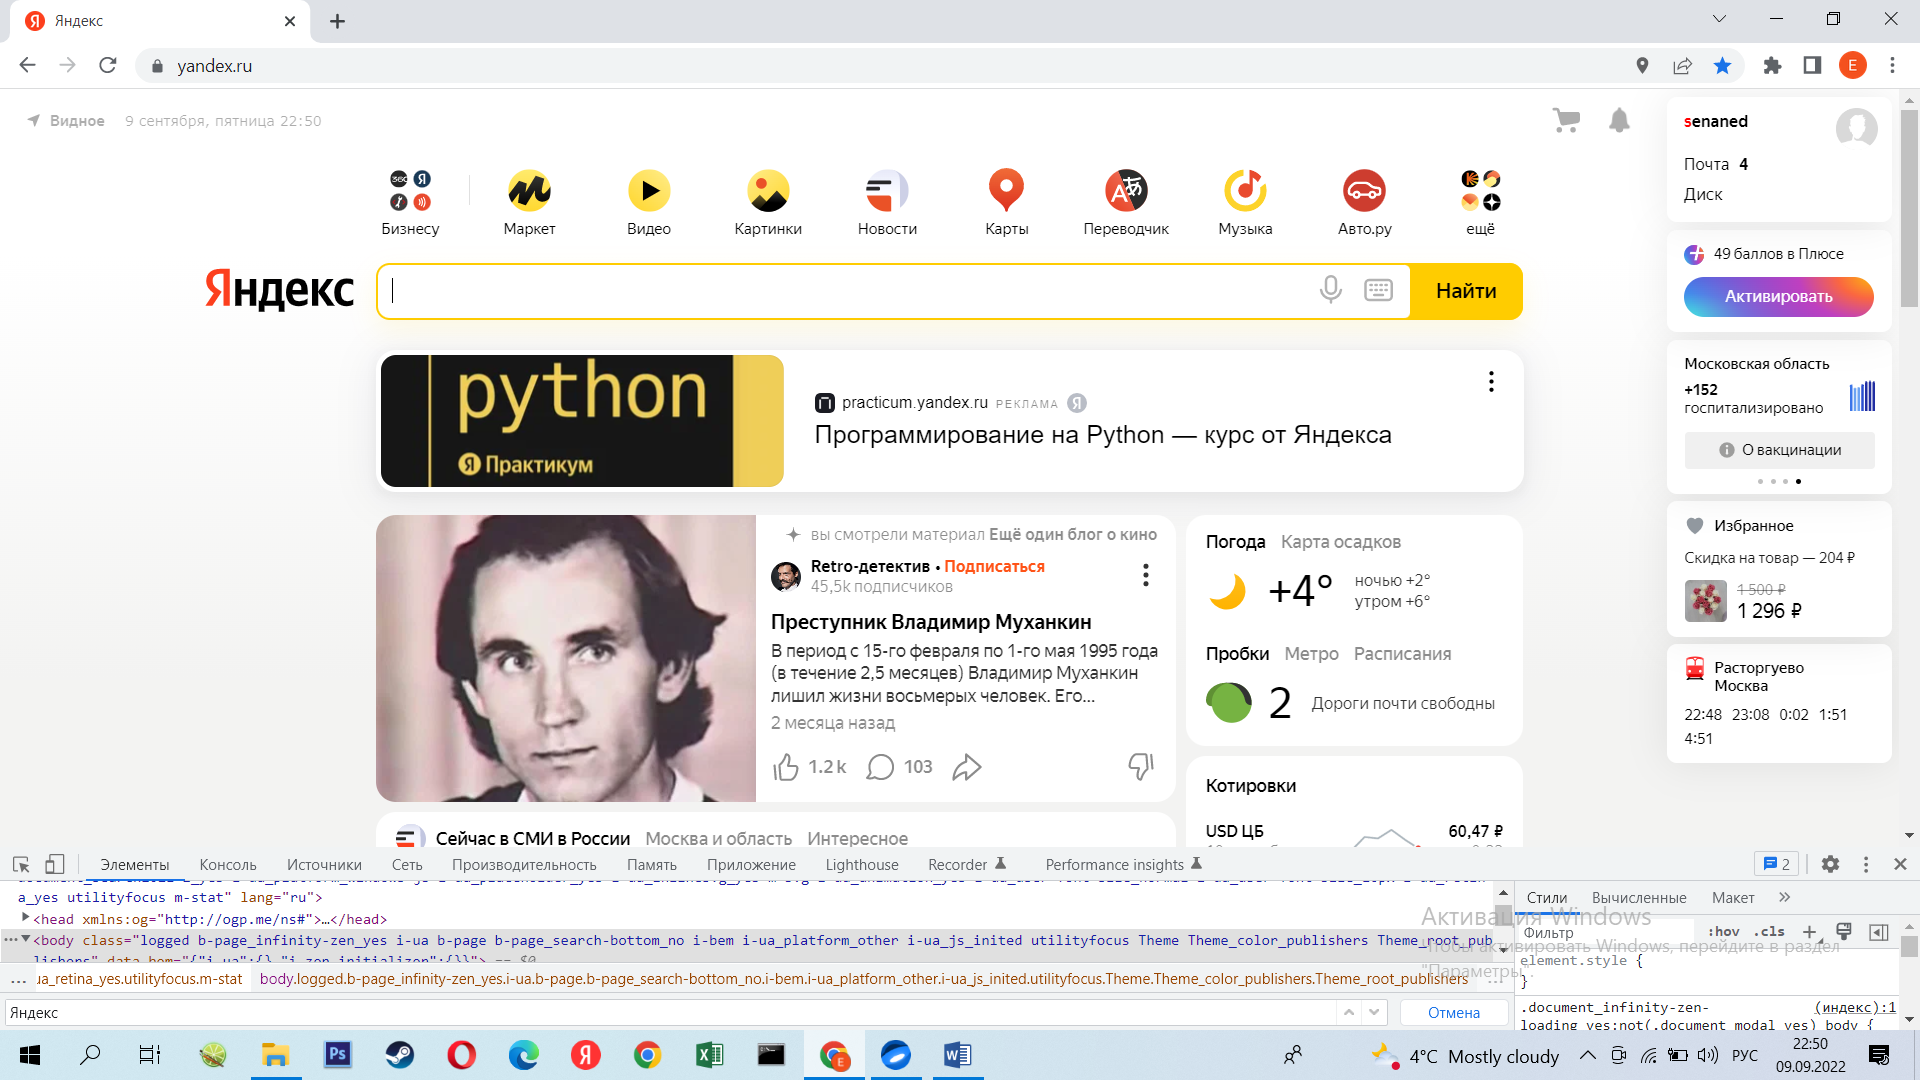 Яндекс
yandex.ru
E
Видное 9 сентября, пятница 22:50
senaned
Почта 4
Диск
360 Я
Бизнесу
Маркет
Видео
Картинки
Новости
Карты
Переводчик
Музыка
Авто.ру
ещё
49 баллов в Плюсе
Активировать
Яндекс
Найти
python
Я Практикум
practicum.yandex.ru РЕКЛАМА Я
Программирование на Python — курс от Яндекса
Московская область
+152
госпитализировано
О вакцинации
вы смотрели материал Ещё один блог о кино
Retro-детектив • Подписаться
45,5k подписчиков
Преступник Владимир Муханкин
В период с 15-го февраля по 1-го мая 1995 года
(в течение 2,5 месяцев) Владимир Муханкин
лишил жизни восьмерых человек. Его...
2 месяца назад
1.2 k 103
Погода Карта осадков
+4° ночью +2°
утром +6°
Пробки Метро Расписания
2 Дороги почти свободны
Избранное
Скидка на товар — 204 ₽
1 500 ₽
1 296 ₽
Расторгуево
Москва
22:48 23:08 0:02 1:51
4:51
Котировки
USD ЦБ 60,47 ₽
Сейчас в СМИ в России Москва и область Интересное
Элементы Консоль Источники Сеть Производительность Память Приложение Lighthouse Recorder Performance insights 2
a_yes utilityfocus m-stat" lang="ru">
<head xmlns:og="http://ogp.me/ns#">…</head>
<body class="logged b-page_infinity-zen_yes i-ua b-page b-page_search-bottom_no i-bem i-ua_platform_other i-ua_js_inited utilityfocus Theme Theme_color_publishers Theme_root_pub
lishers" data-bem="{"i-ua":{},"i-zen-initializer":{}}"> == $0
... ua_retina_yes.utilityfocus.m-stat body.logged.b-page_infinity-zen_yes.i-ua.b-page.b-page_search-bottom_no.i-bem.i-ua_platform_other.i-ua_js_inited.utilityfocus.Theme.Theme_color_publishers.Theme_root_publishers ...
Яндекс Отмена
Стили Вычисленные Макет »
Фильтр :hov .cls
element.style {
}
.document_infinity-zen- (индекс):1
loading_yes:not(.document_modal_yes) body {
Активация Windows
Чтобы активировать Windows, перейдите в раздел
"Параметры".
Ps
Я
E
4°C Mostly cloudy
РУС
22:50
09.09.2022